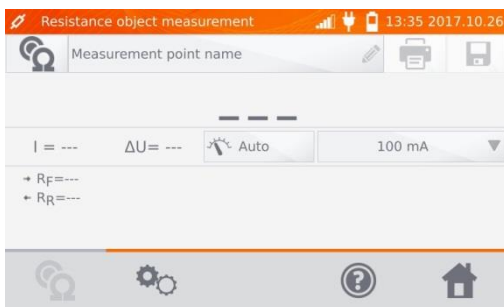 Resistance object measurement 13:35 2017.10.26
Measurement point name
---
I = --- ΔU= --- Auto 100 mA
RF=---
RR=---